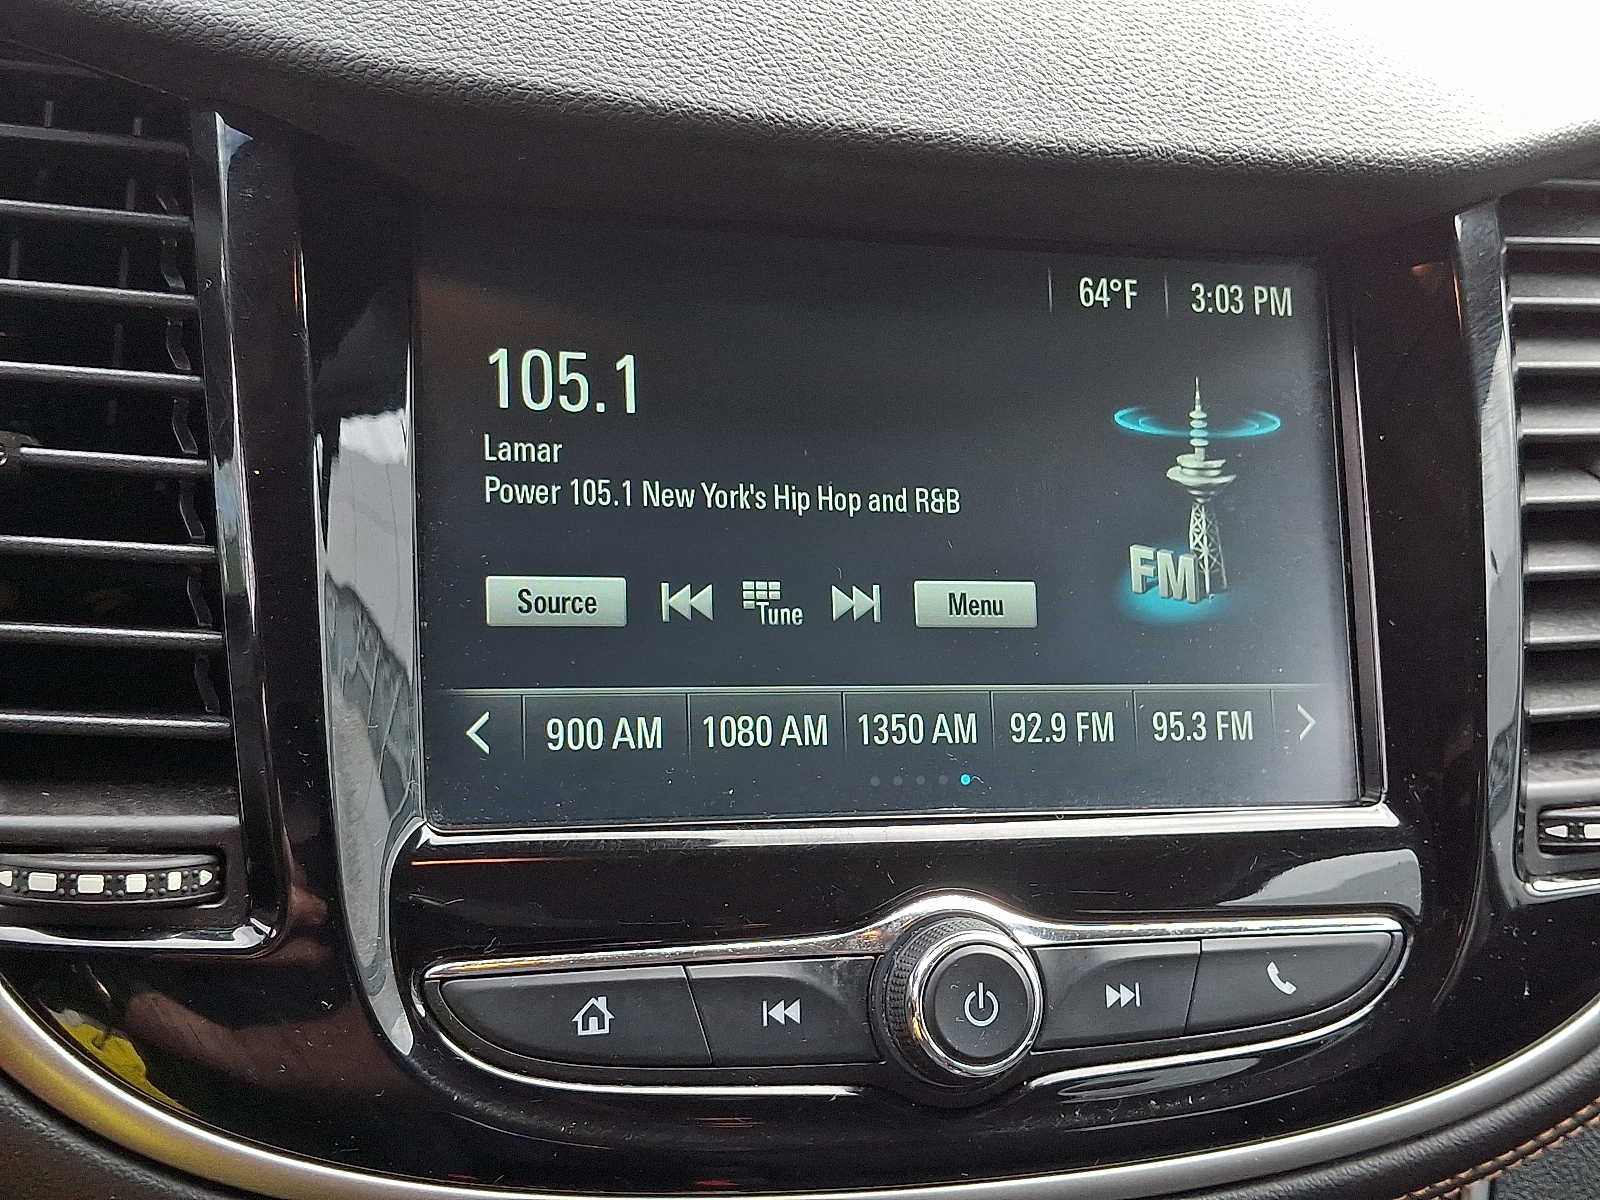 64°F 3:03 PM
105.1
Lamar
Power 105.1 New York's Hip Hop and R&B
FM
Source Tune Menu
900 AM 1080 AM 1350 AM 92.9 FM 95.3 FM